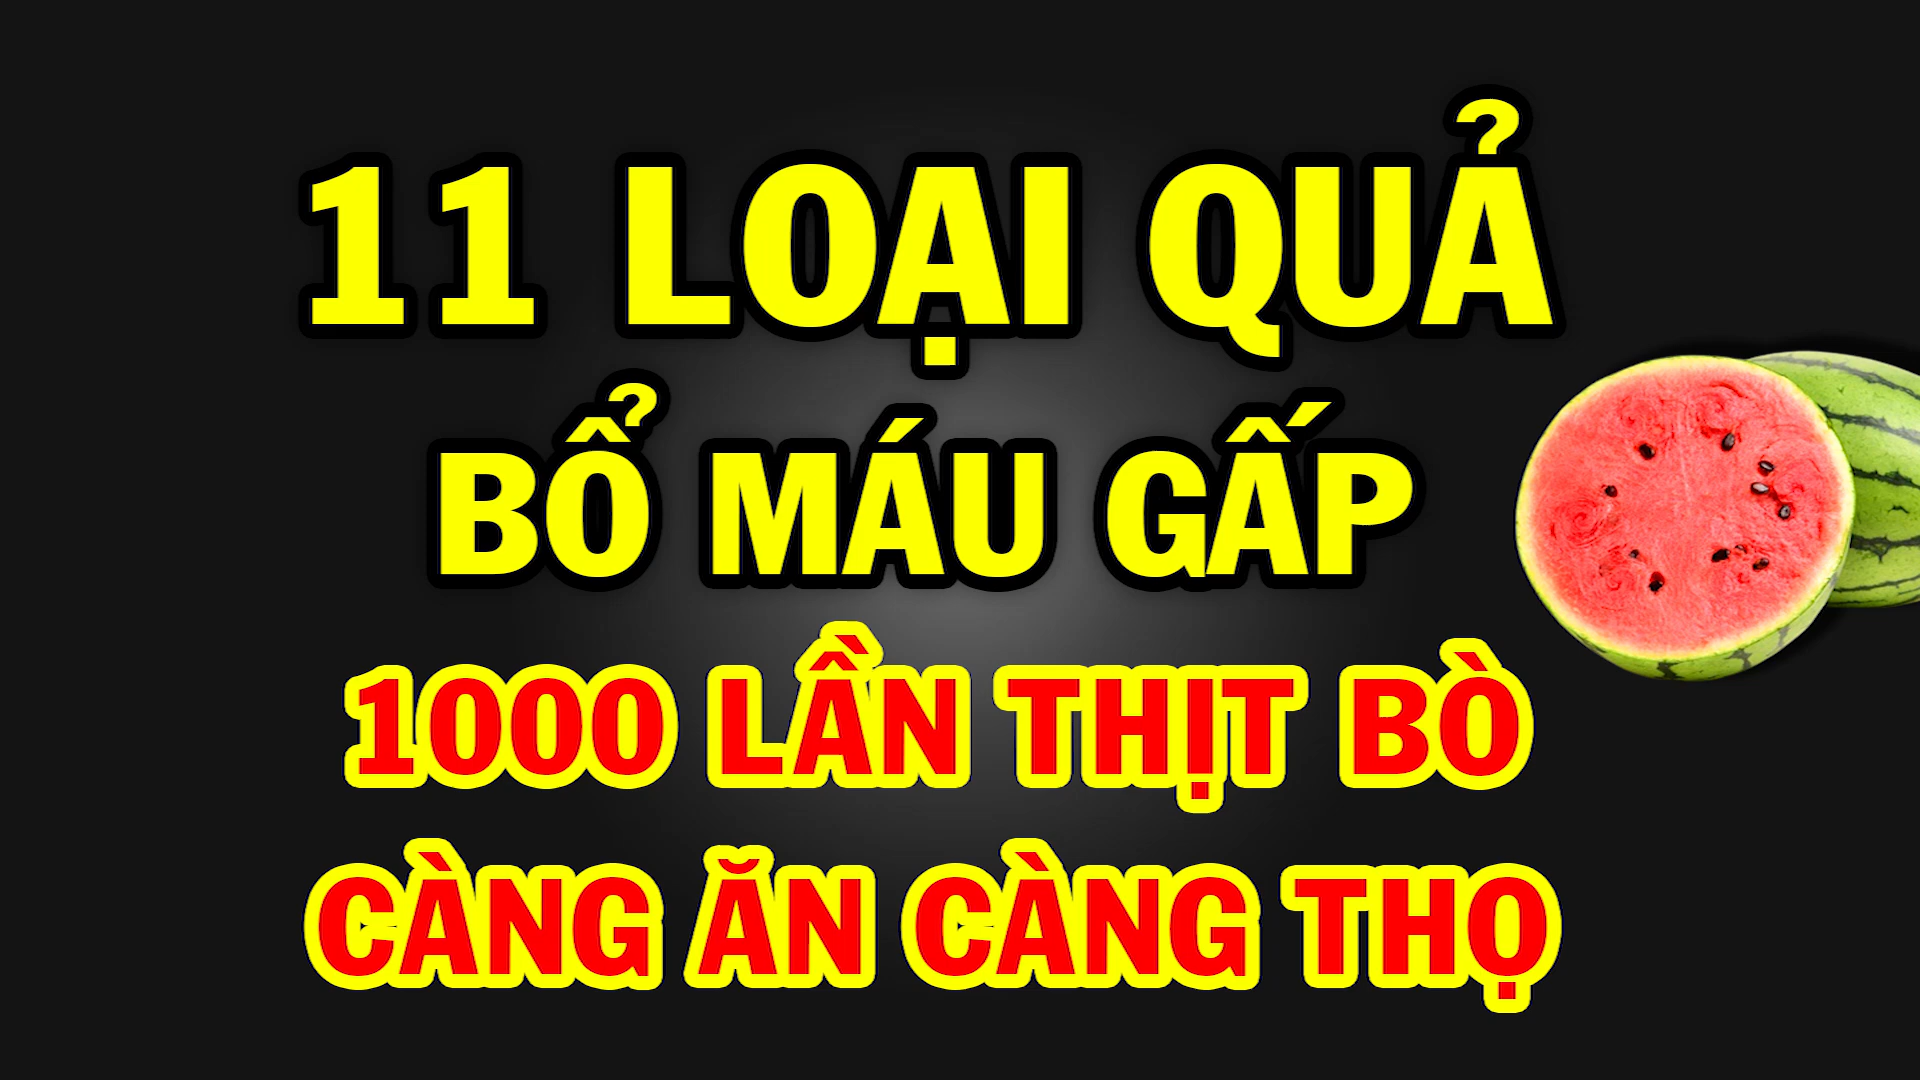 11 LOẠI QUẢ
BỔ MÁU GẤP
1000 LẦN THỊT BÒ
CÀNG ĂN CÀNG THỌ